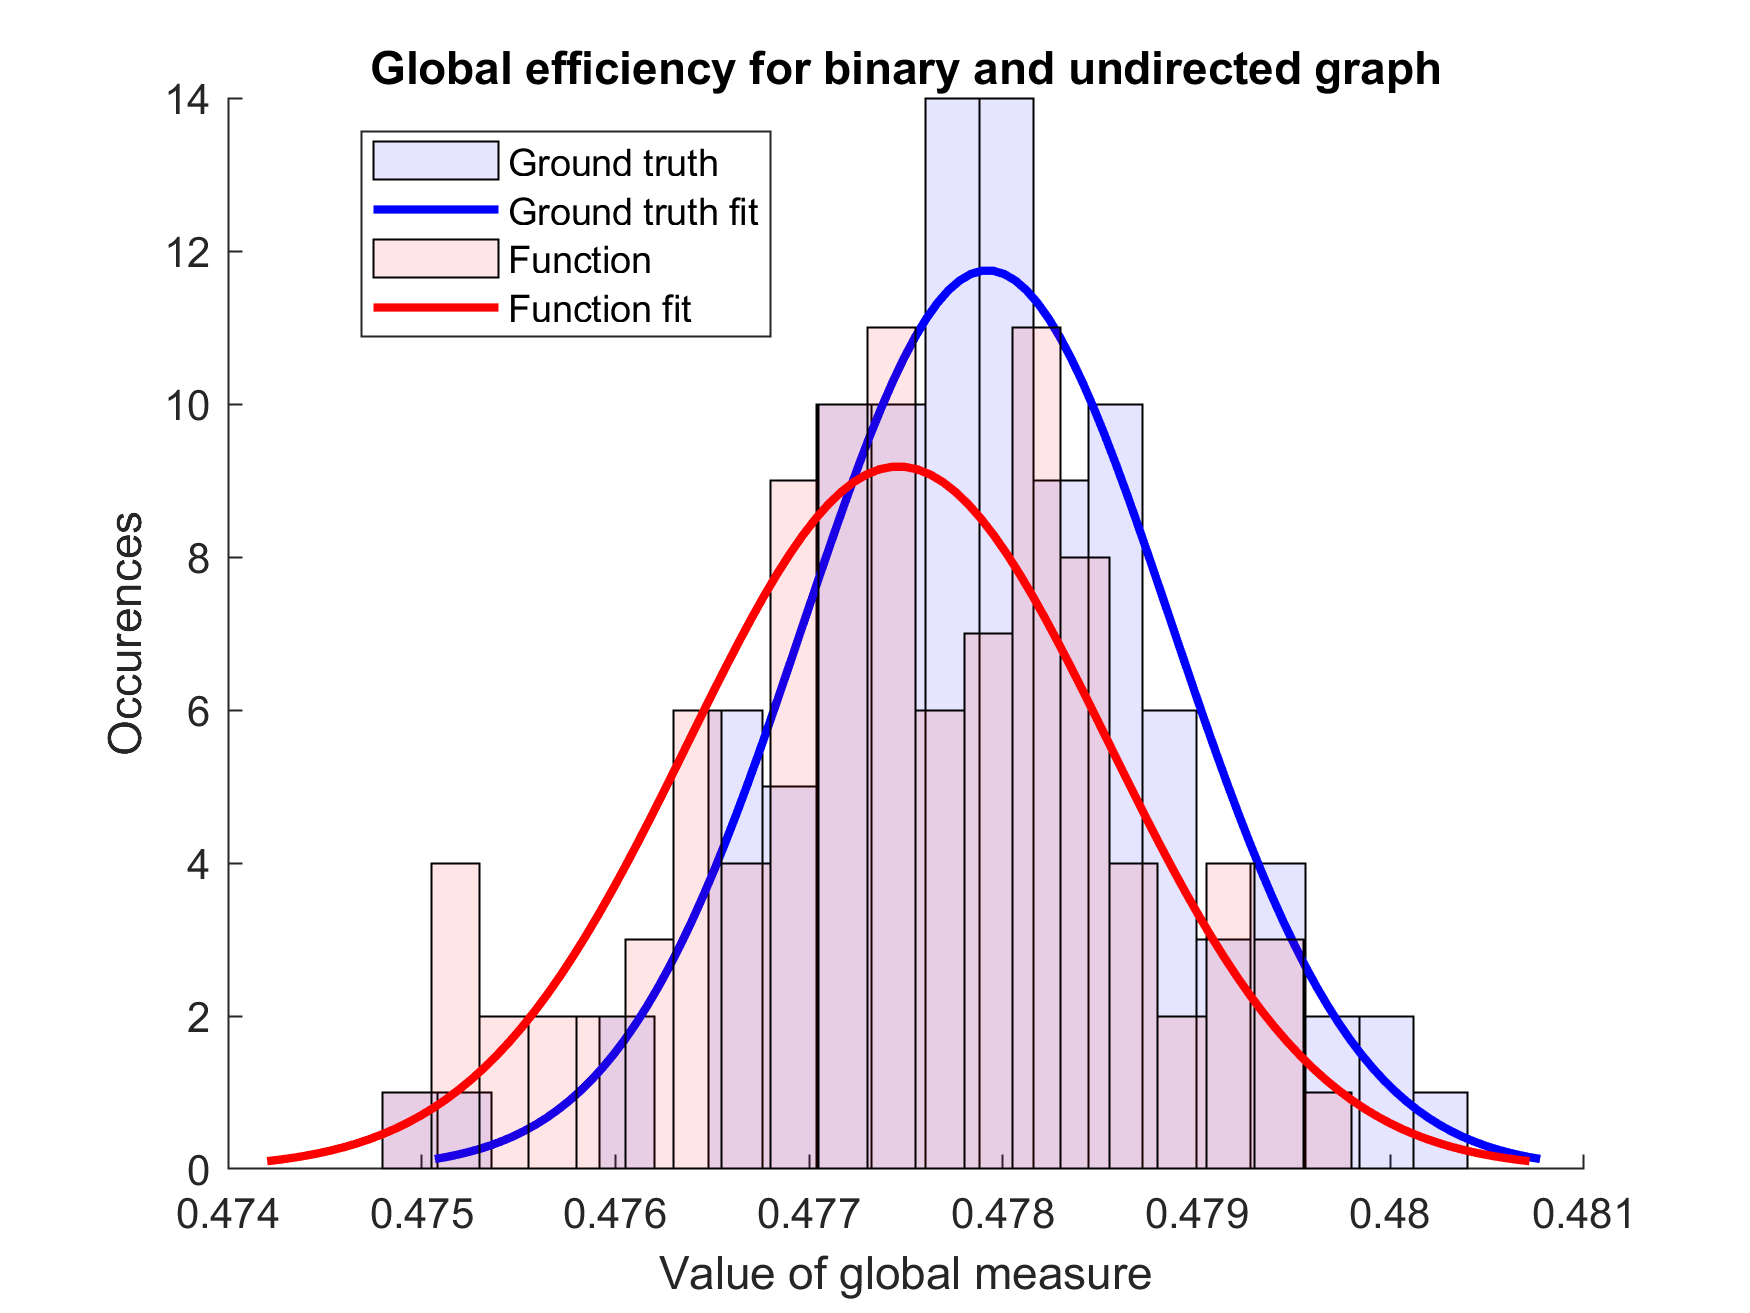 Global efficiency for binary and undirected graph
14
12
10
8
6
4
2
0
Ground truth
Ground truth fit
Function
Function fit
Occurences
0.474 0.475 0.476 0.477 0.478 0.479 0.48 0.481
Value of global measure